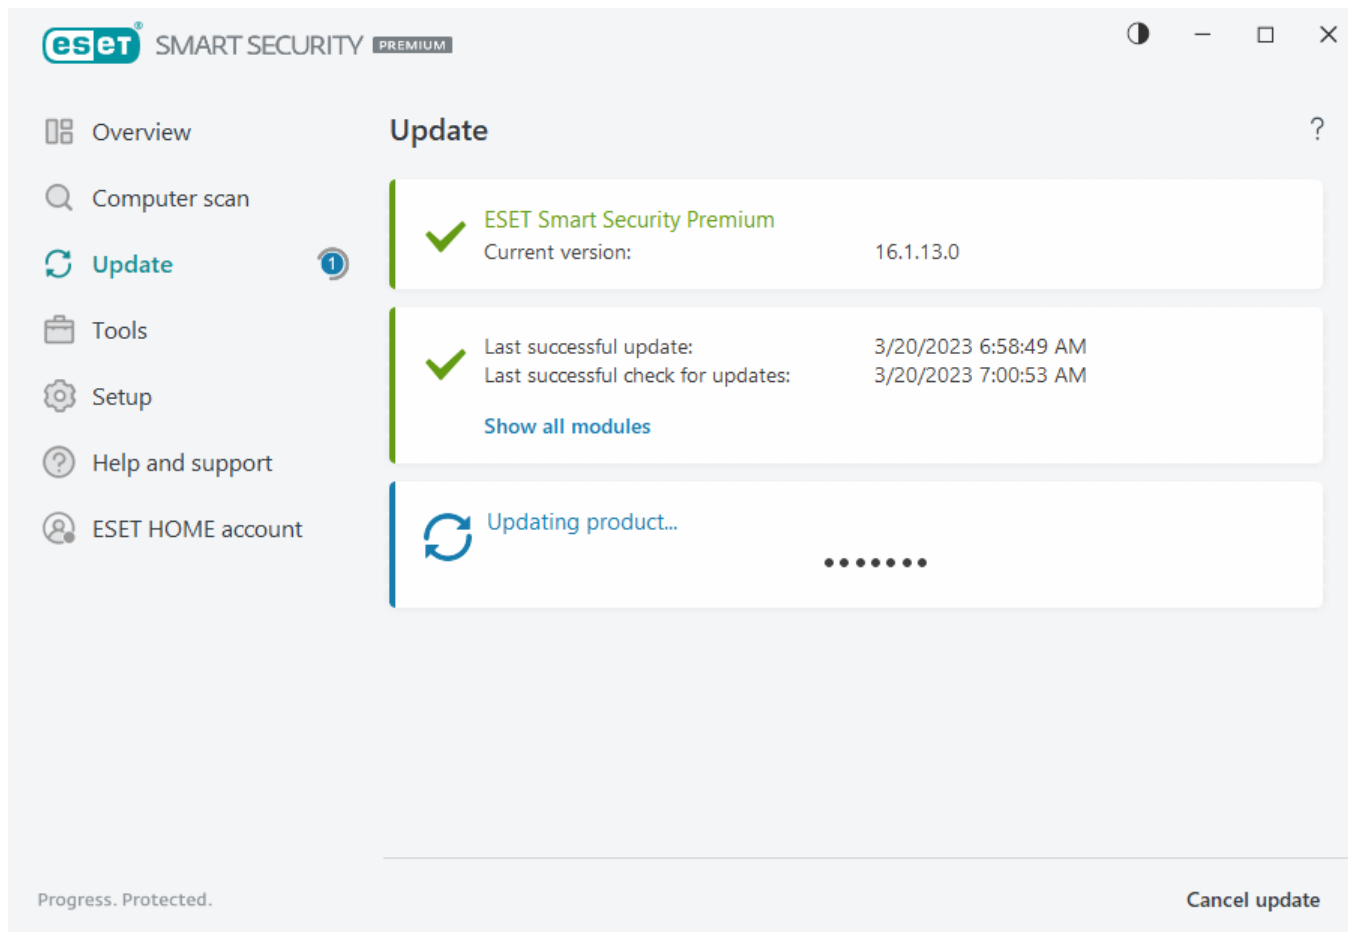 eset® SMART SECURITY PREMIUM
Overview
Computer scan
Update 1
Tools
Setup
Help and support
ESET HOME account
Update ?
ESET Smart Security Premium
Current version: 16.1.13.0
Last successful update: 3/20/2023 6:58:49 AM
Last successful check for updates: 3/20/2023 7:00:53 AM
Show all modules
Updating product...
Progress. Protected.
Cancel update